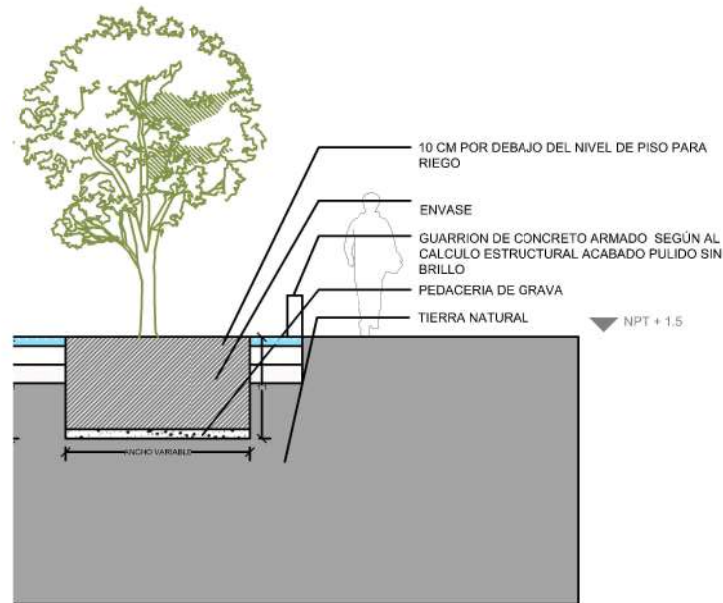 10 CM POR DEBAJO DEL NIVEL DE PISO PARA
RIEGO
ENVASE
GUARRION DE CONCRETO ARMADO SEGÚN AL
CALCULO ESTRUCTURAL ACABADO PULIDO SIN
BRILLO
PEDACERIA DE GRAVA
TIERRA NATURAL
NPT + 1.5
ANCHO VARIABLE